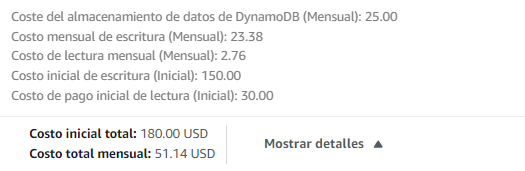 Coste del almacenamiento de datos de DynamoDB (Mensual): 25.00
Costo mensual de escritura (Mensual): 23.38
Costo de lectura mensual (Mensual): 2.76
Costo inicial de escritura (Inicial): 150.00
Costo de pago inicial de lectura (Inicial): 30.00
Costo inicial total: 180.00 USD
Costo total mensual: 51.14 USD
Mostrar detalles ▲